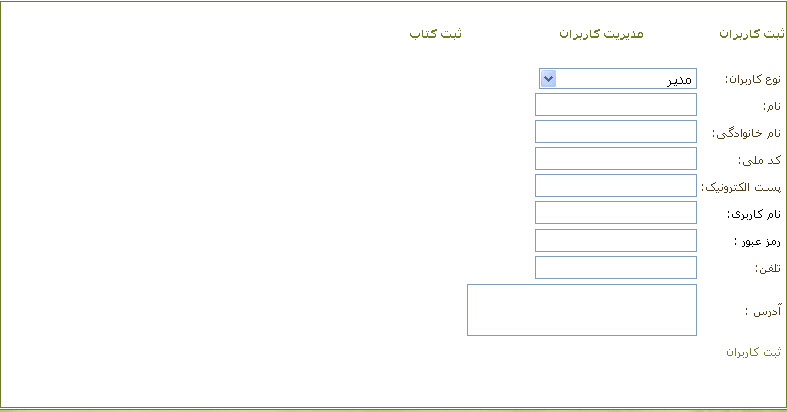 ثبت کاربران مدیریت کاربران ثبت کتاب
نوع کاربران: مدیر
نام:
نام خانوادگی:
کد ملی:
پست الکترونیک:
نام کاربری:
رمز عبور :
تلفن:
آدرس :
ثبت کاربران